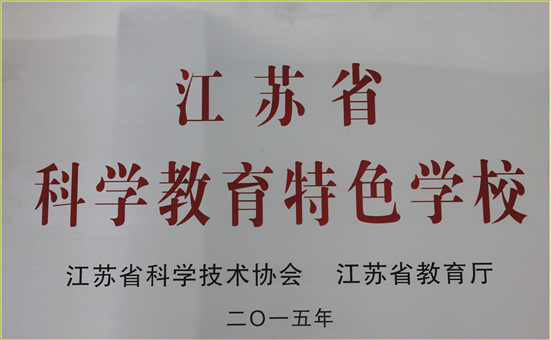 江苏省
科学教育特色学校
江苏省科学技术协会　江苏省教育厅
二〇一五年